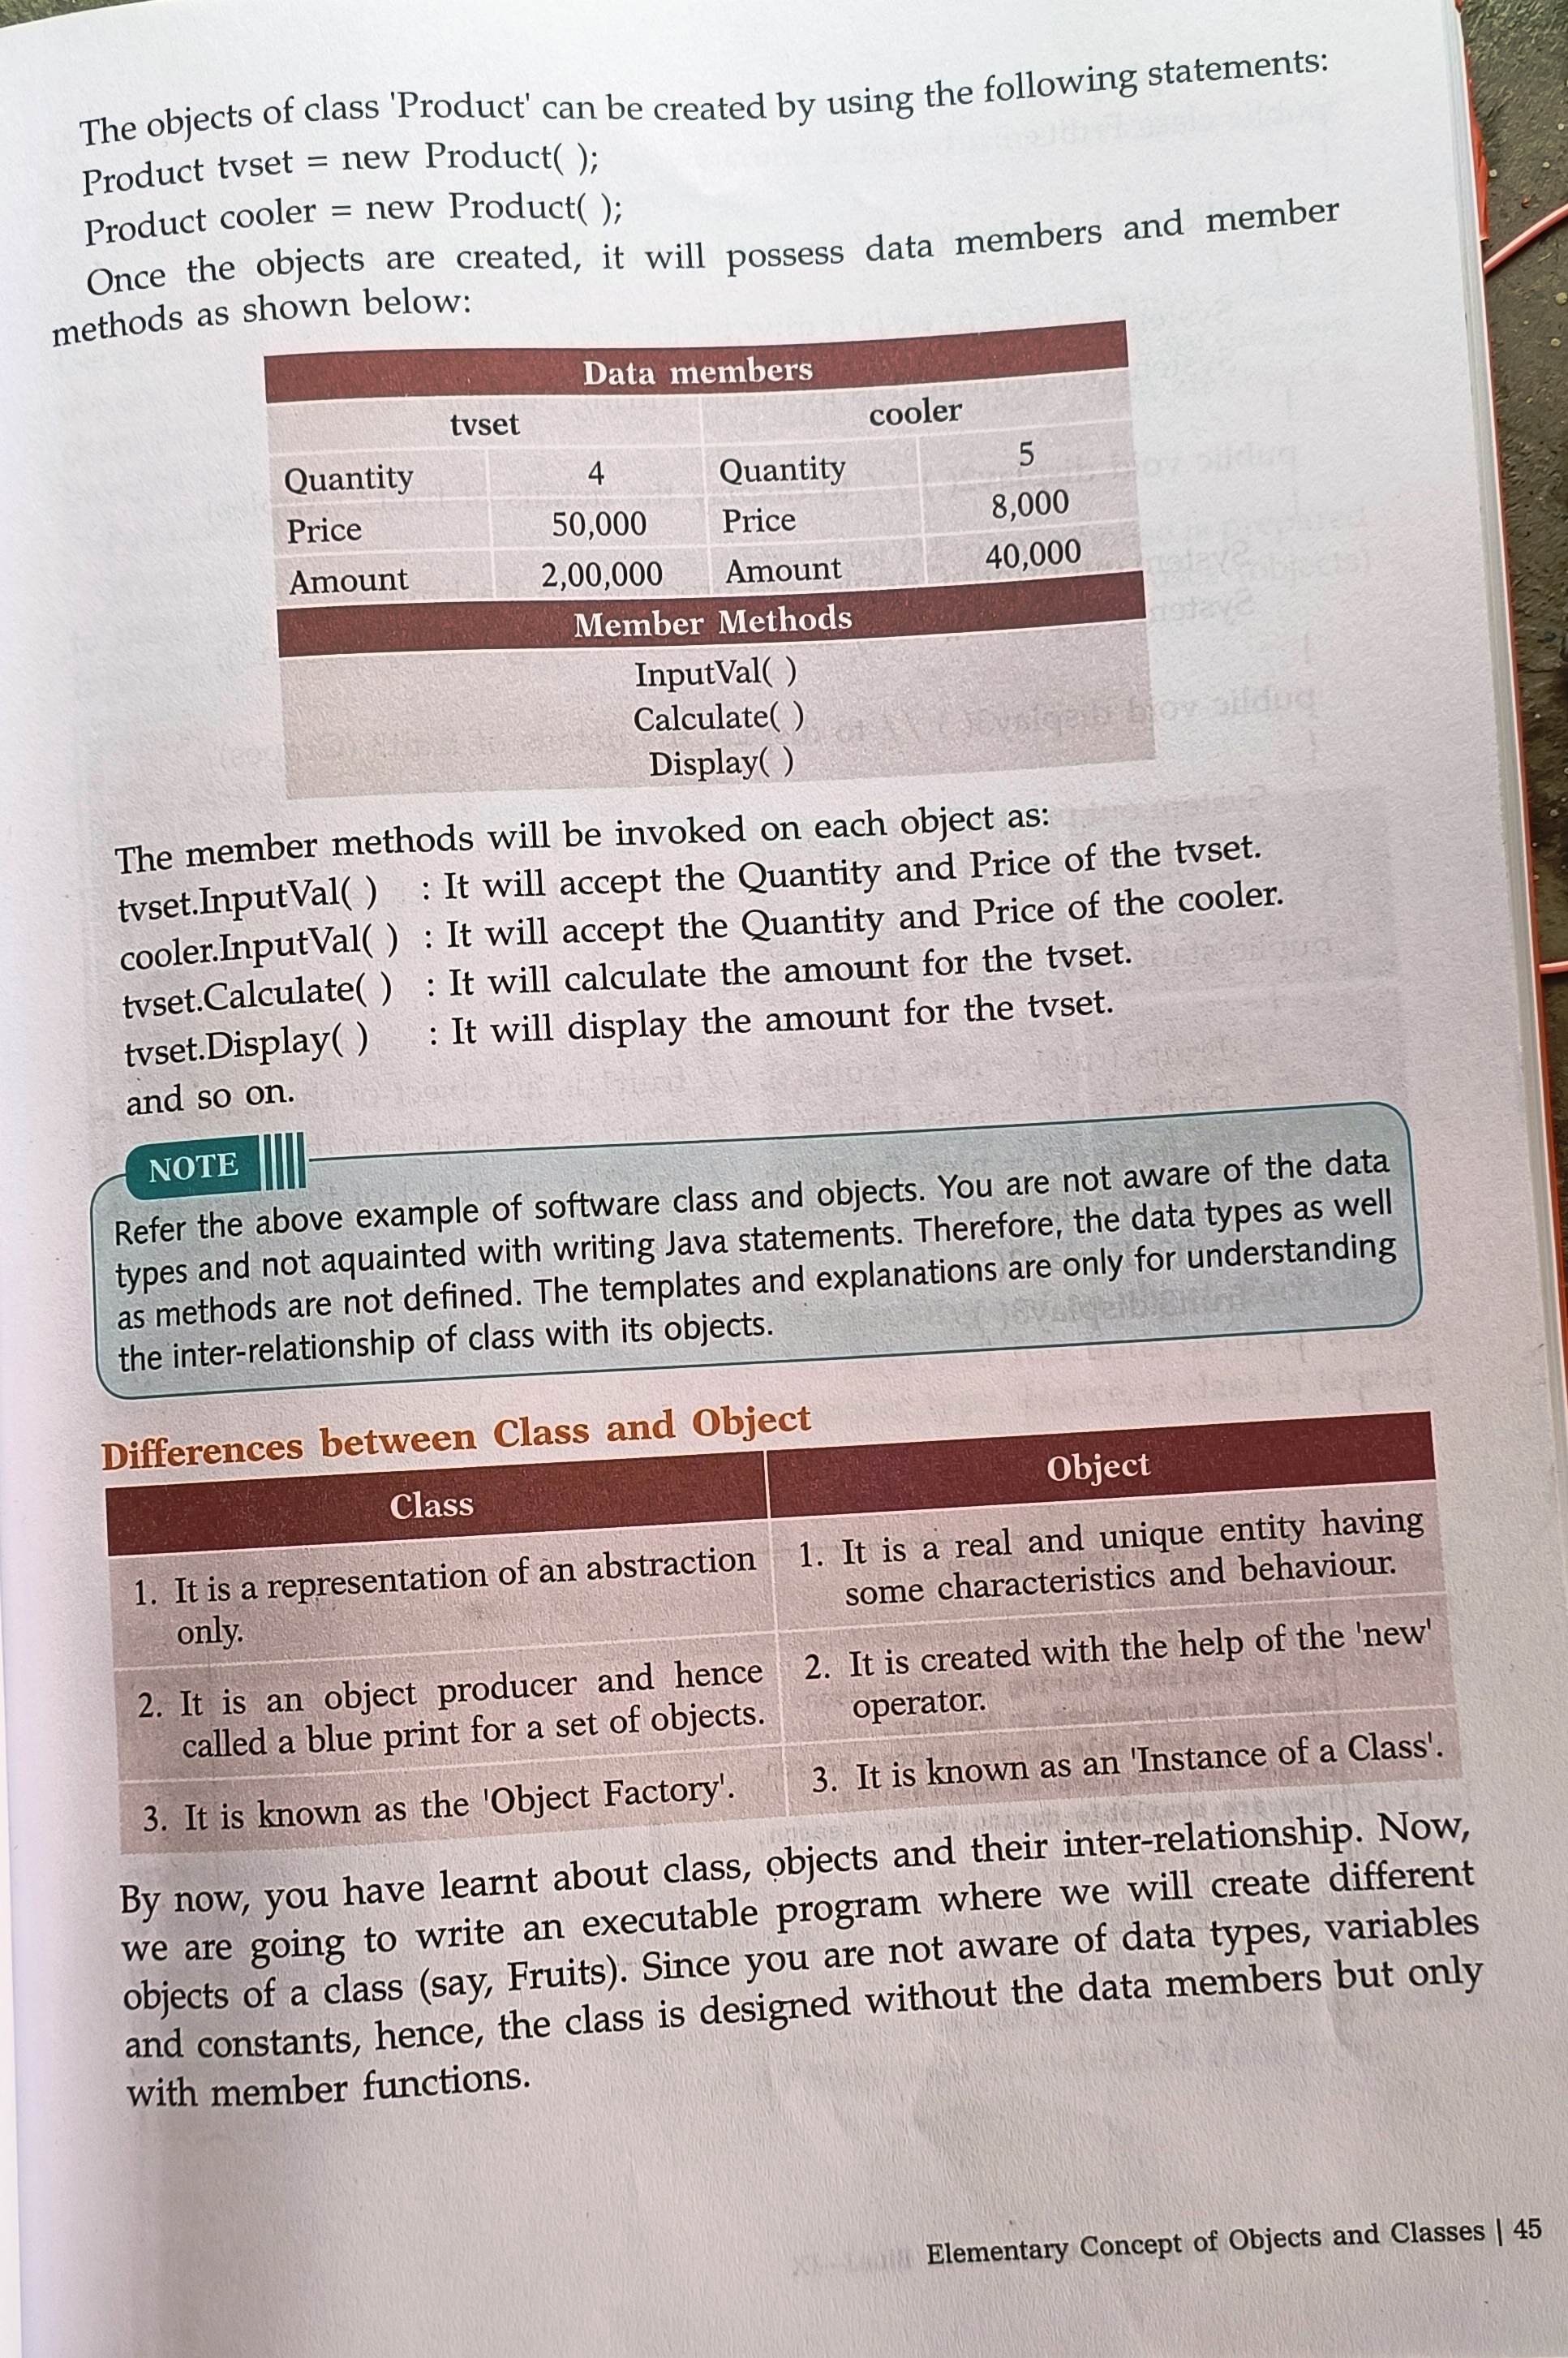 The objects of class 'Product' can be created by using the following statements:
Product tvset = new Product( );
Product cooler = new Product( );
Once the objects are created, it will possess data members and member
methods as shown below:
Data members
tvset cooler
Quantity 4 Quantity 5
Price 50,000 Price 8,000
Amount 2,00,000 Amount 40,000
Member Methods
InputVal( )
Calculate( )
Display( )
The member methods will be invoked on each object as:
tvset.InputVal( ) : It will accept the Quantity and Price of the tvset.
cooler.InputVal( ) : It will accept the Quantity and Price of the cooler.
tvset.Calculate( ) : It will calculate the amount for the tvset.
tvset.Display( ) : It will display the amount for the tvset.
and so on.
NOTE
Refer the above example of software class and objects. You are not aware of the data
types and not aquainted with writing Java statements. Therefore, the data types as well
as methods are not defined. The templates and explanations are only for understanding
the inter-relationship of class with its objects.
Differences between Class and Object
Class Object
1. It is a representation of an abstraction
only.
1. It is a real and unique entity having
some characteristics and behaviour.
2. It is an object producer and hence
called a blue print for a set of objects.
2. It is created with the help of the 'new'
operator.
3. It is known as the 'Object Factory'.
3. It is known as an 'Instance of a Class'.
By now, you have learnt about class, objects and their inter-relationship. Now,
we are going to write an executable program where we will create different
objects of a class (say, Fruits). Since you are not aware of data types, variables
and constants, hence, the class is designed without the data members but only
with member functions.
Elementary Concept of Objects and Classes | 45